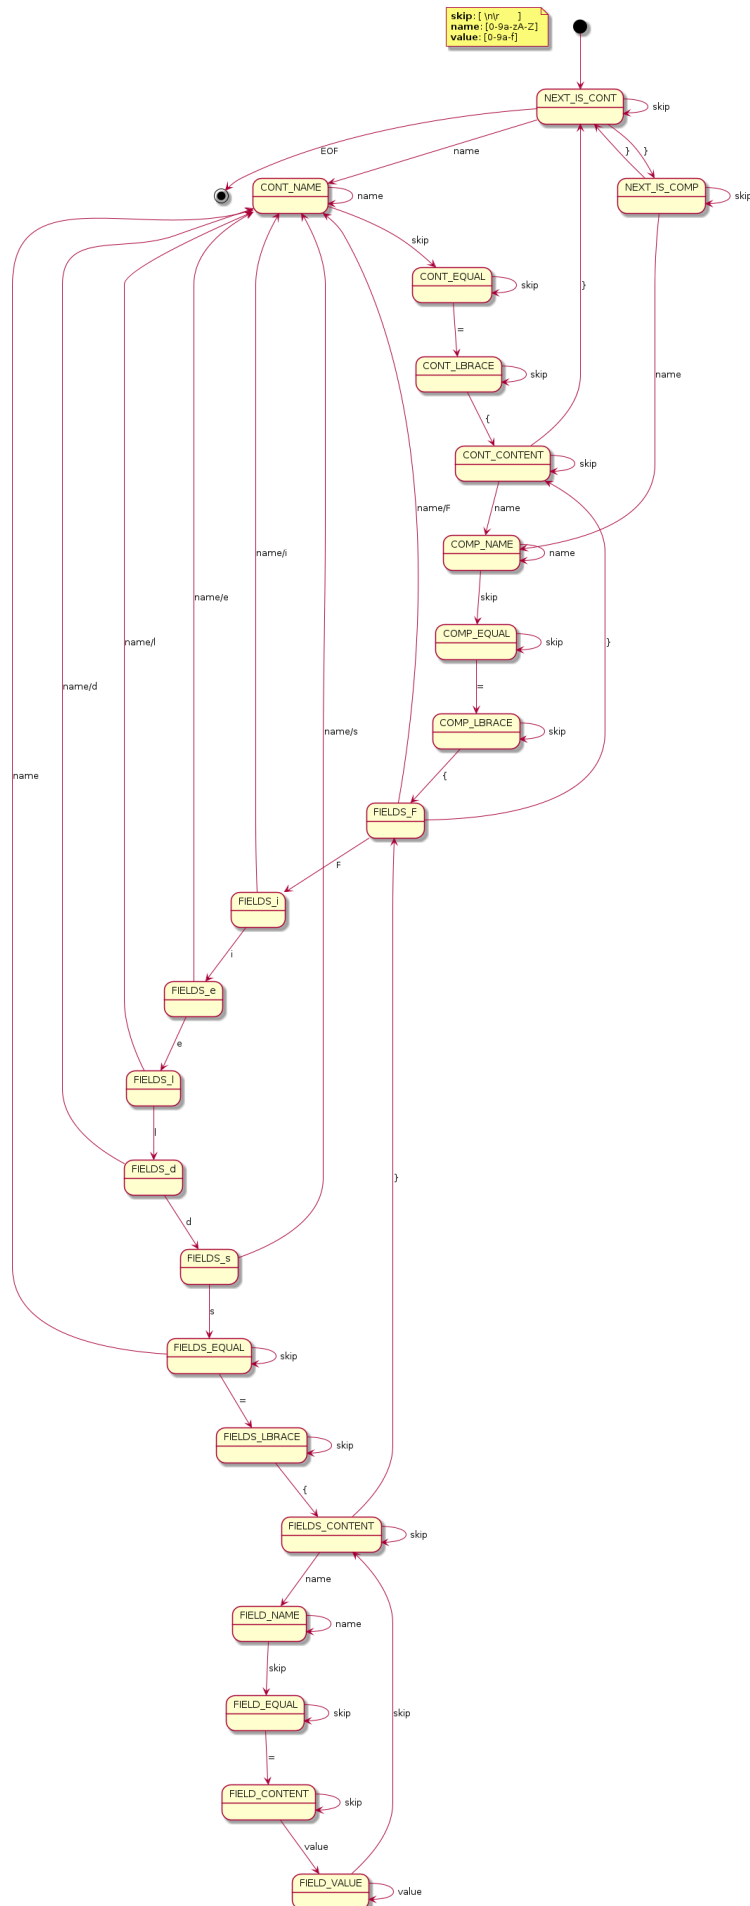 skip: [ \n\r      ]
name: [0-9a-zA-Z]
value: [0-9a-f]
NEXT_IS_CONT
skip
EOF
name
}
}
CONT_NAME
name
NEXT_IS_COMP
skip
skip
CONT_EQUAL
skip
}
=
CONT_LBRACE
skip
name
{
CONT_CONTENT
skip
name/F
name
COMP_NAME
name
name/i
skip
name/e
COMP_EQUAL
skip
name/l
}
name/d
=
COMP_LBRACE
skip
name/s
name
{
FIELDS_F
F
FIELDS_i
i
FIELDS_e
e
FIELDS_l
l
FIELDS_d
}
d
FIELDS_s
s
FIELDS_EQUAL
skip
=
FIELDS_LBRACE
skip
{
FIELDS_CONTENT
skip
name
FIELD_NAME
name
skip
FIELD_EQUAL
skip
skip
=
FIELD_CONTENT
skip
value
FIELD_VALUE
value